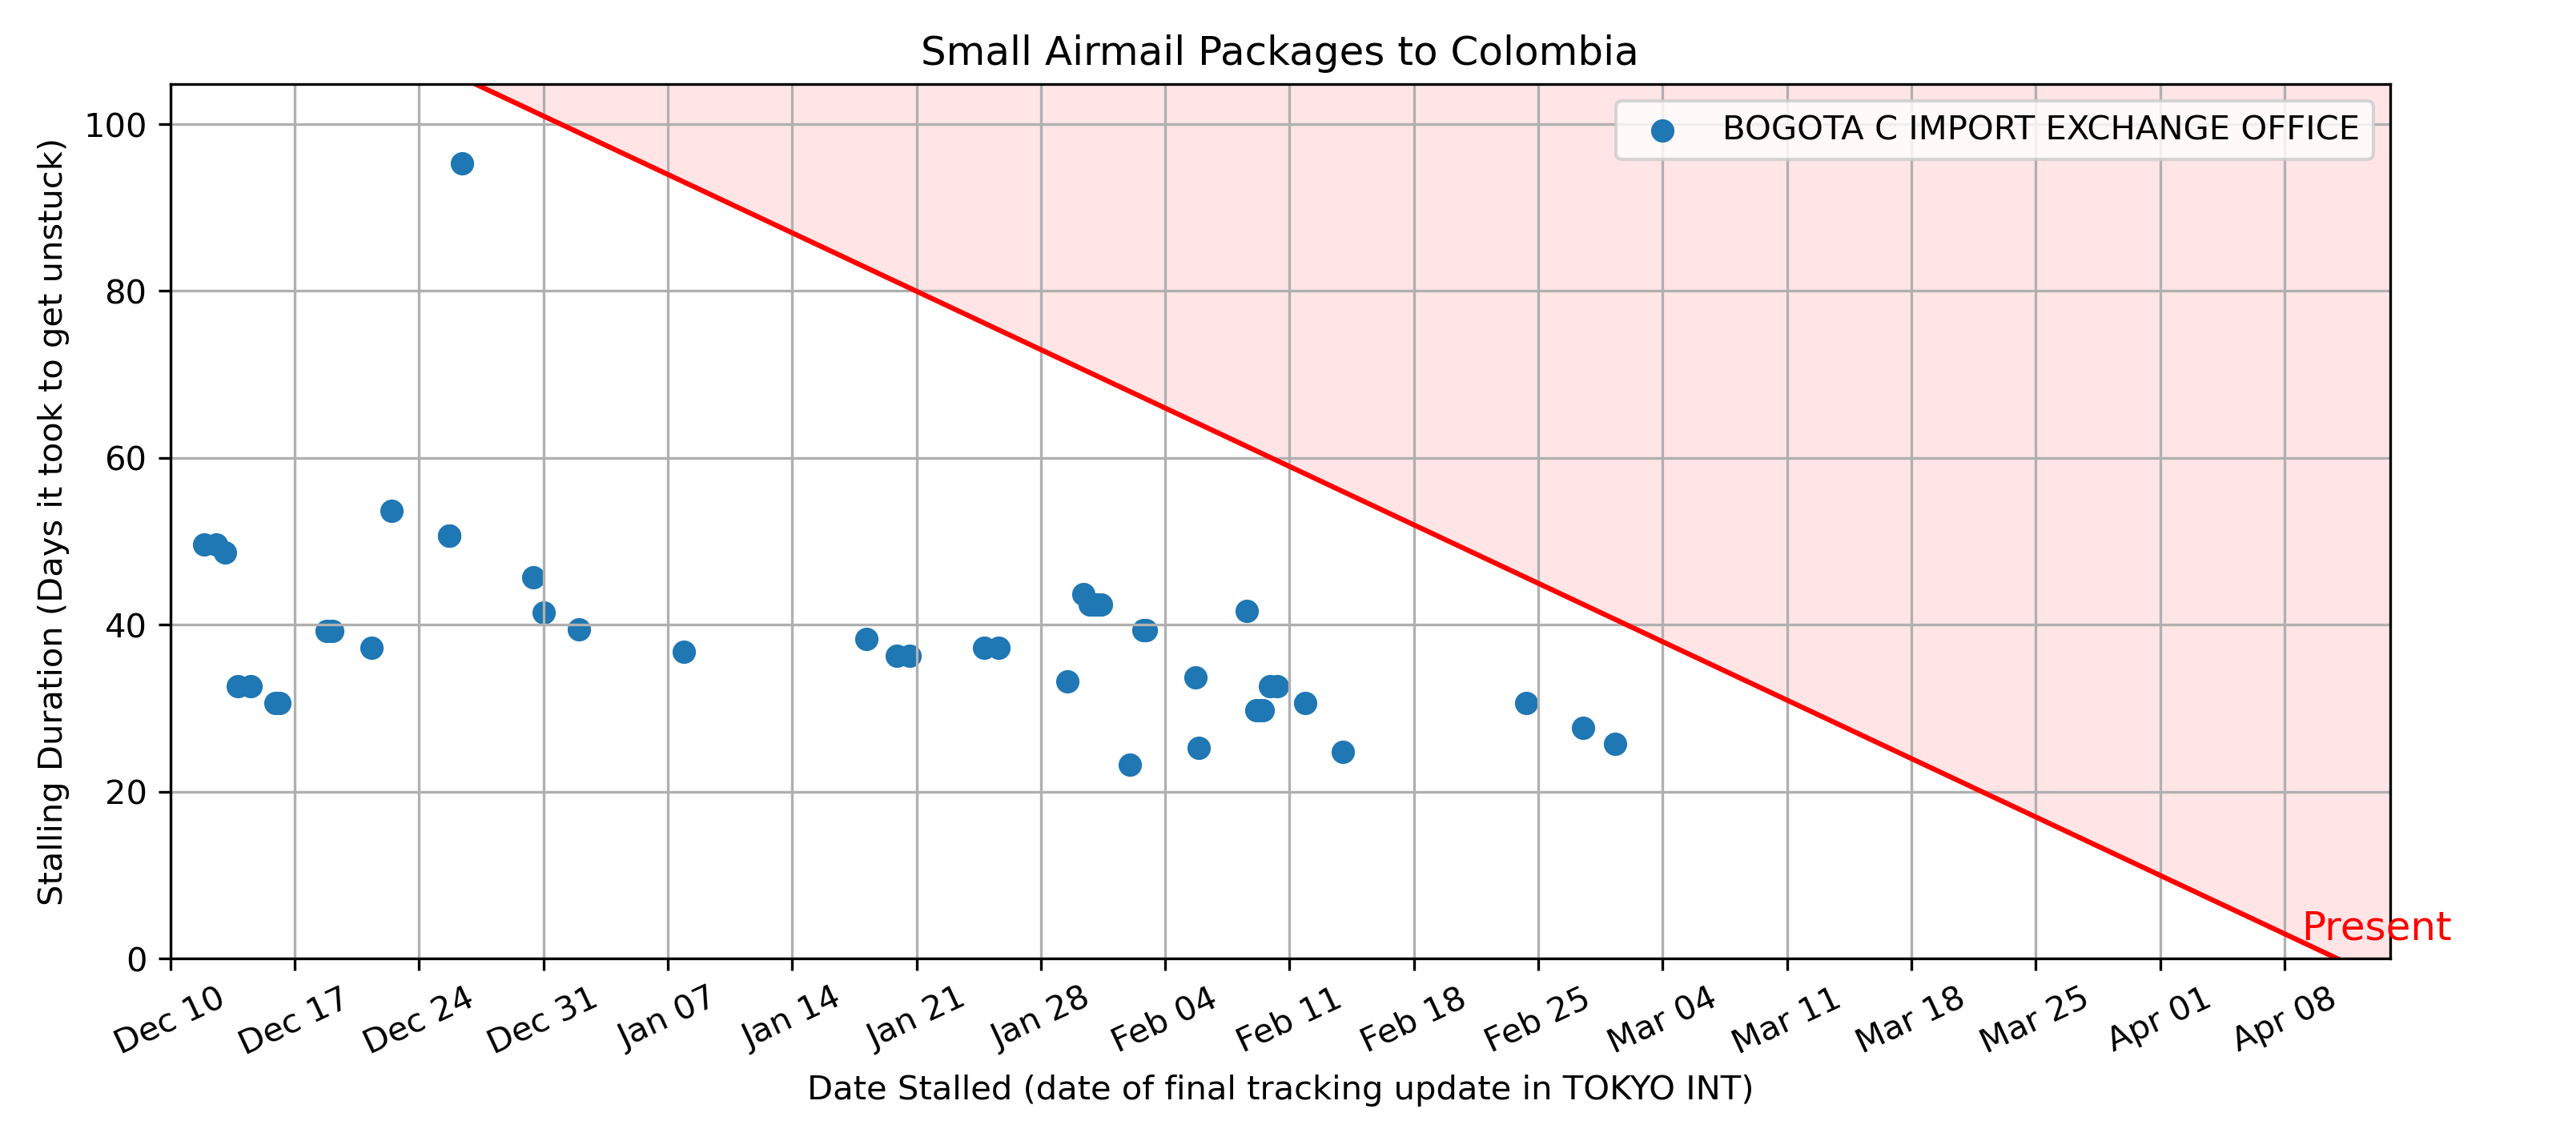 Small Airmail Packages to Colombia
BOGOTA C IMPORT EXCHANGE OFFICE
Stalling Duration (Days it took to get unstuck)
100
80
60
40
20
0
Present
Dec 10
Dec 17
Dec 24
Dec 31
Jan 07
Jan 14
Jan 21
Jan 28
Feb 04
Feb 11
Feb 18
Feb 25
Mar 04
Mar 11
Mar 18
Mar 25
Apr 01
Apr 08
Date Stalled (date of final tracking update in TOKYO INT)